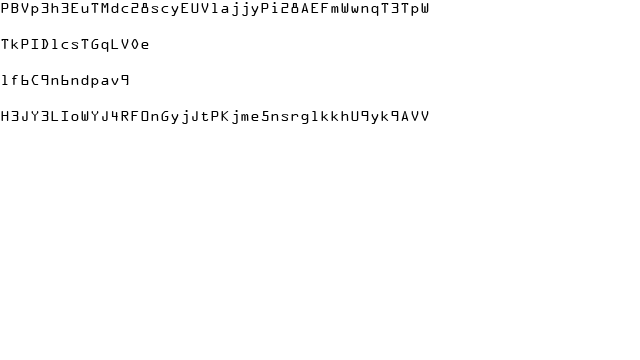 PBVp3h3EuTMdc28scyEUVlajjyPi28AEFmWwnqT3TpW
TkPIDlcsTGqLV0e
lf6C9n6ndpav9
H3JY3LIoWYJ4RFOnGyjJtPKjme5nsrglkkhU9yk9AVV